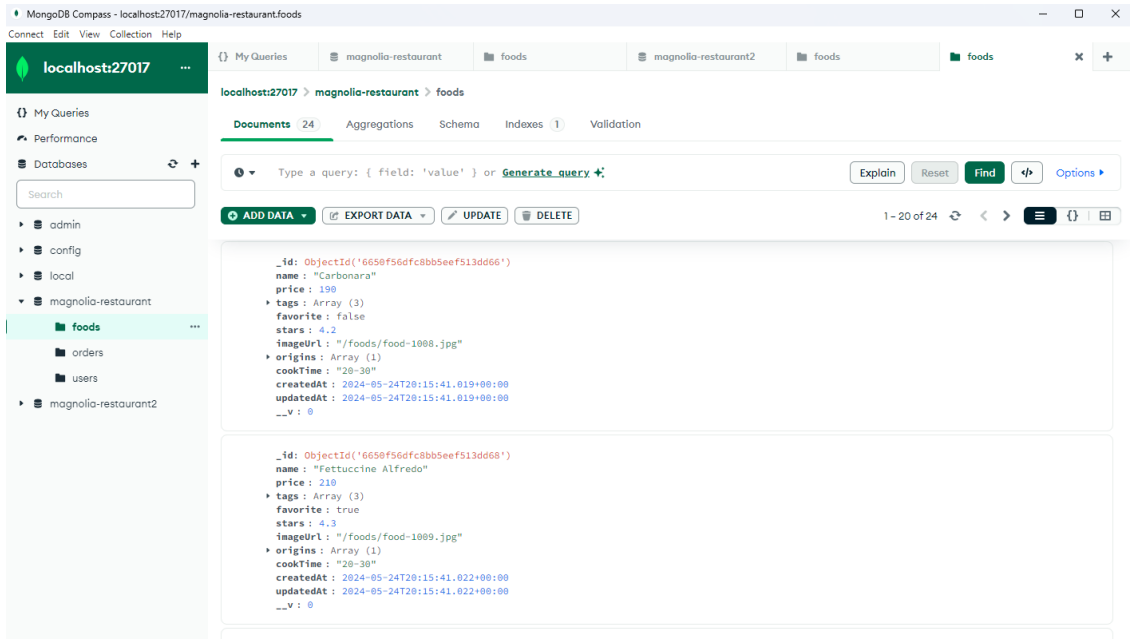 MongoDB Compass - localhost:27017/magnolia-restaurant.foods
Connect Edit View Collection Help
localhost:27017 ...
{} My Queries
Performance
Databases
Search
admin
config
local
magnolia-restaurant
foods ...
orders
users
magnolia-restaurant2
{} My Queries magnolia-restaurant foods magnolia-restaurant2 foods foods
localhost:27017 > magnolia-restaurant > foods
Documents 24 Aggregations Schema Indexes 1 Validation
Type a query: { field: 'value' } or Generate query Explain Reset Find </> Options
ADD DATA EXPORT DATA UPDATE DELETE 1 – 20 of 24 {}
_id: ObjectId('6650f56dfc8bb5eef513dd66')
name : "Carbonara"
price : 190
tags : Array (3)
favorite : false
stars : 4.2
imageUrl : "/foods/food-1008.jpg"
origins : Array (1)
cookTime : "20-30"
createdAt : 2024-05-24T20:15:41.019+00:00
updatedAt : 2024-05-24T20:15:41.019+00:00
__v : 0
_id: ObjectId('6650f56dfc8bb5eef513dd68')
name : "Fettuccine Alfredo"
price : 210
tags : Array (3)
favorite : true
stars : 4.3
imageUrl : "/foods/food-1009.jpg"
origins : Array (1)
cookTime : "20-30"
createdAt : 2024-05-24T20:15:41.022+00:00
updatedAt : 2024-05-24T20:15:41.022+00:00
__v : 0